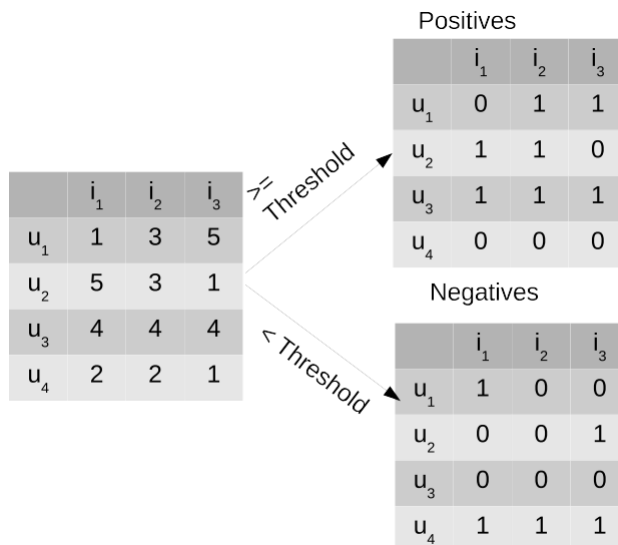 Positives
i1 i2 i3
u1 0 1 1
u2 1 1 0
u3 1 1 1
u4 0 0 0
>=
Threshold
i1 i2 i3
u1 1 3 5
u2 5 3 1
u3 4 4 4
u4 2 2 1
< Threshold
Negatives
i1 i2 i3
u1 1 0 0
u2 0 0 1
u3 0 0 0
u4 1 1 1